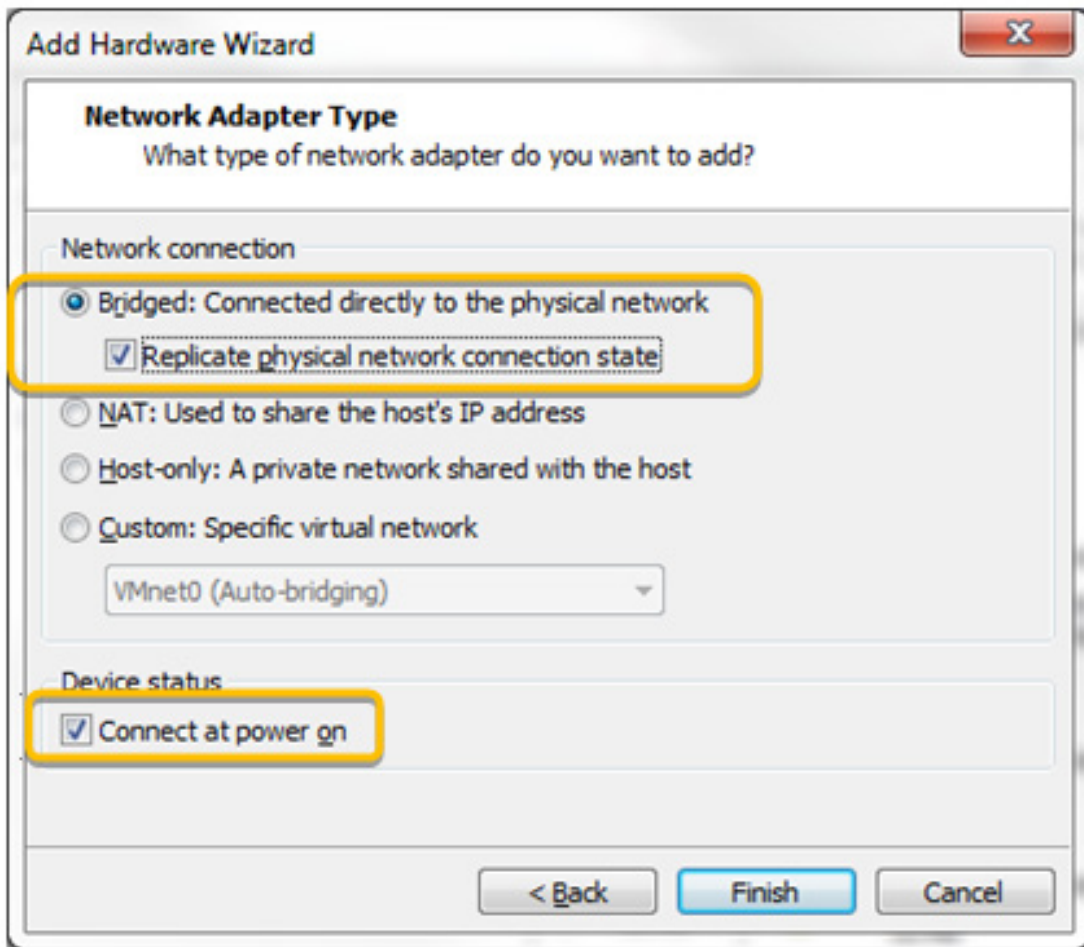 Add Hardware Wizard
Network Adapter Type
What type of network adapter do you want to add?
Network connection
Bridged: Connected directly to the physical network
Replicate physical network connection state
NAT: Used to share the host's IP address
Host-only: A private network shared with the host
Custom: Specific virtual network
VMnet0 (Auto-bridging)
Device status
Connect at power on
< Back Finish Cancel